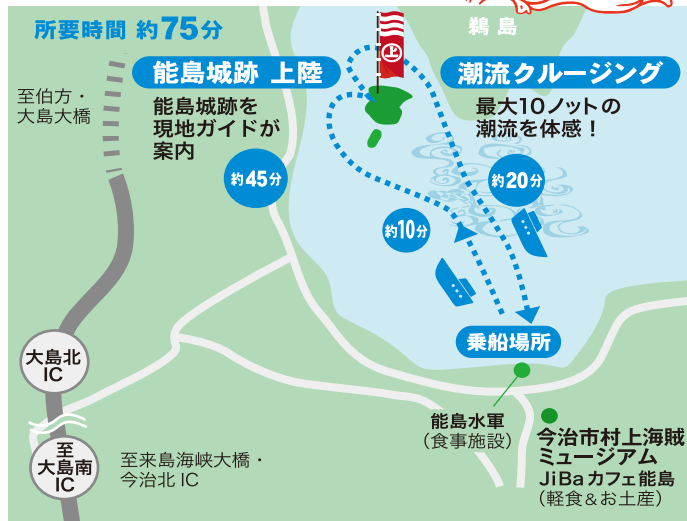 所要時間 約75分
鵜島
上
能島城跡 上陸
能島城跡を
現地ガイドが
案内
約45分
潮流クルージング
最大10ノットの
潮流を体感！
約20分
約10分
至伯方・
大島大橋
乗船場所
大島北
IC
能島水軍
（食事施設）
今治市村上海賊
ミュージアム
JiBaカフェ能島
（軽食&お土産）
至
大島南
IC
至来島海峡大橋・
今治北IC